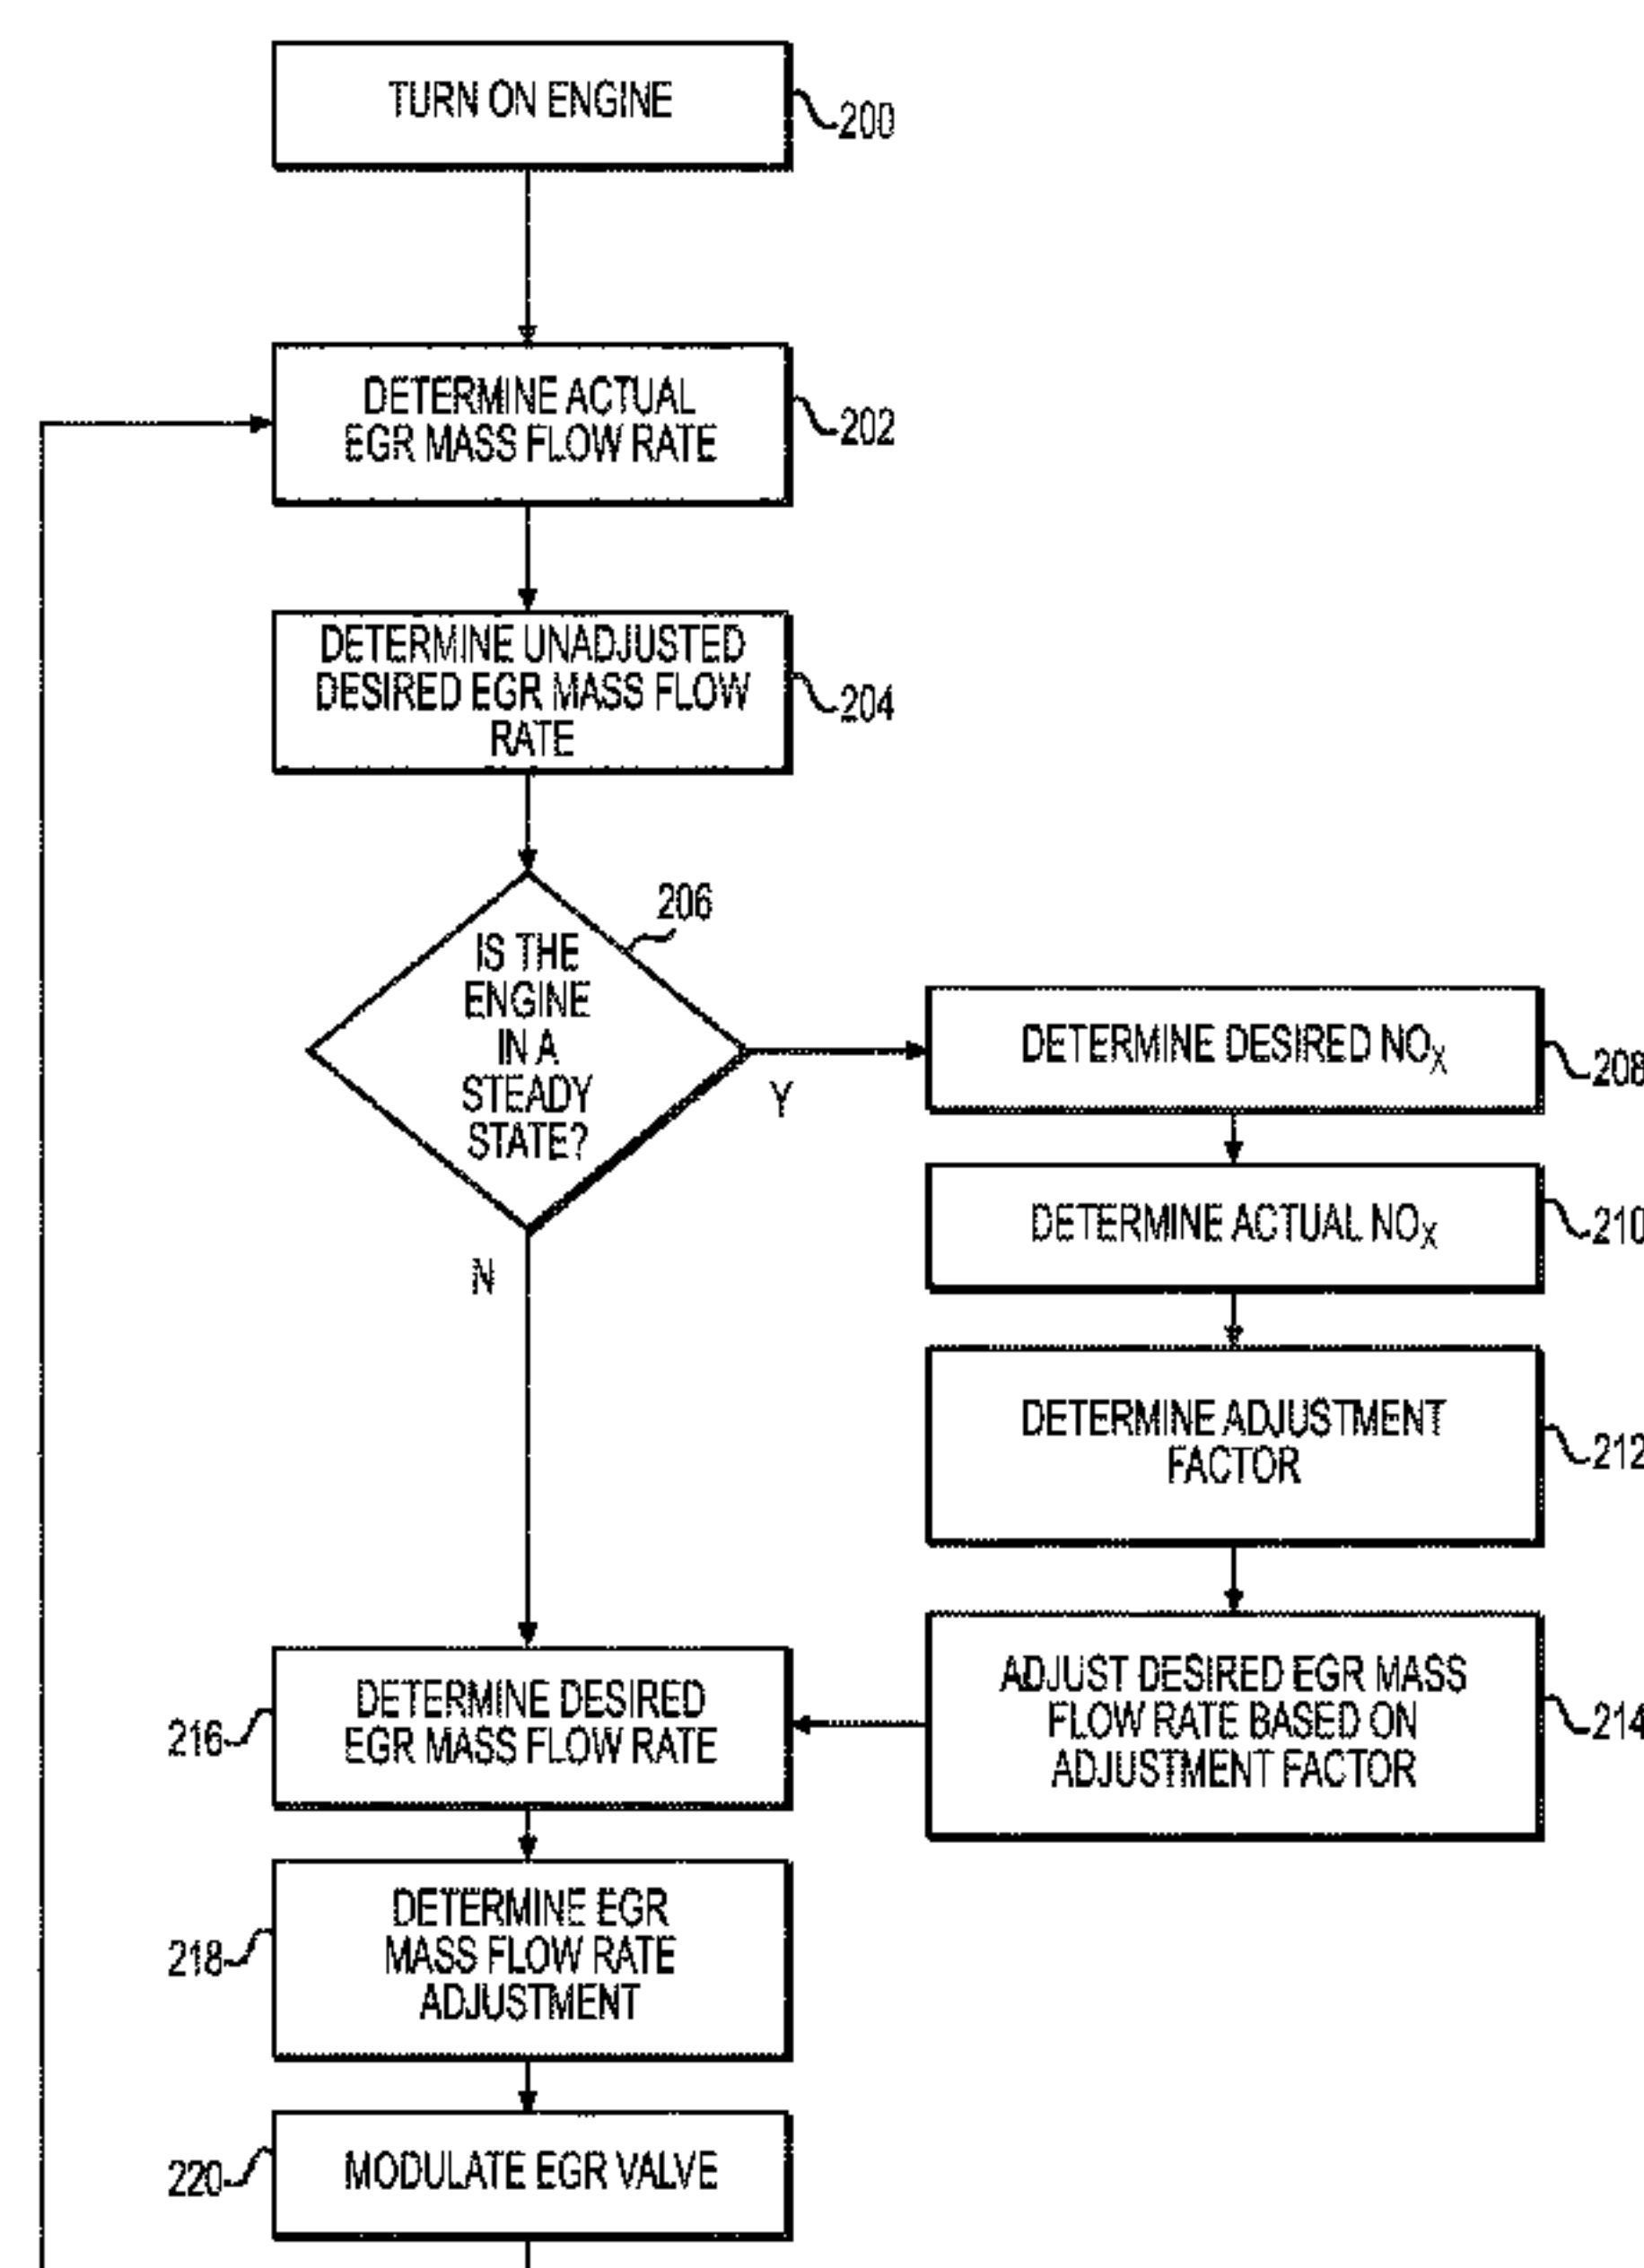 TURN ON ENGINE
200
DETERMINE ACTUAL
EGR MASS FLOW RATE
202
DETERMINE UNADJUSTED
DESIRED EGR MASS FLOW
RATE
204
206
IS THE
ENGINE
IN A
STEADY
STATE?
Y
N
DETERMINE DESIRED NOX
208
DETERMINE ACTUAL NOX
210
DETERMINE ADJUSTMENT
FACTOR
212
ADJUST DESIRED EGR MASS
FLOW RATE BASED ON
ADJUSTMENT FACTOR
214
DETERMINE DESIRED
EGR MASS FLOW RATE
216
DETERMINE EGR
MASS FLOW RATE
ADJUSTMENT
218
MODULATE EGR VALVE
220